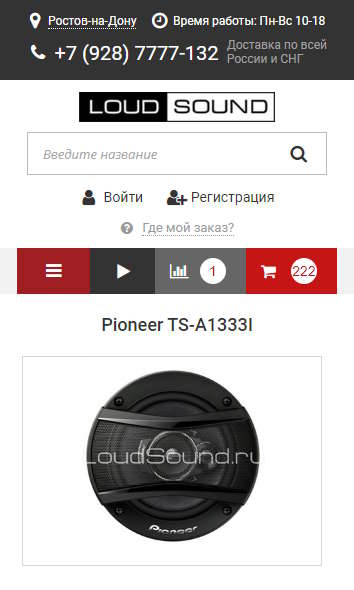 Ростов-на-Дону Время работы: Пн-Вс 10-18
+7 (928) 7777-132 Доставка по всей
России и СНГ
LOUD SOUND
Введите название
Войти Регистрация
Где мой заказ?
1 222
Pioneer TS-A1333I
LoudSound.ru
Pioneer